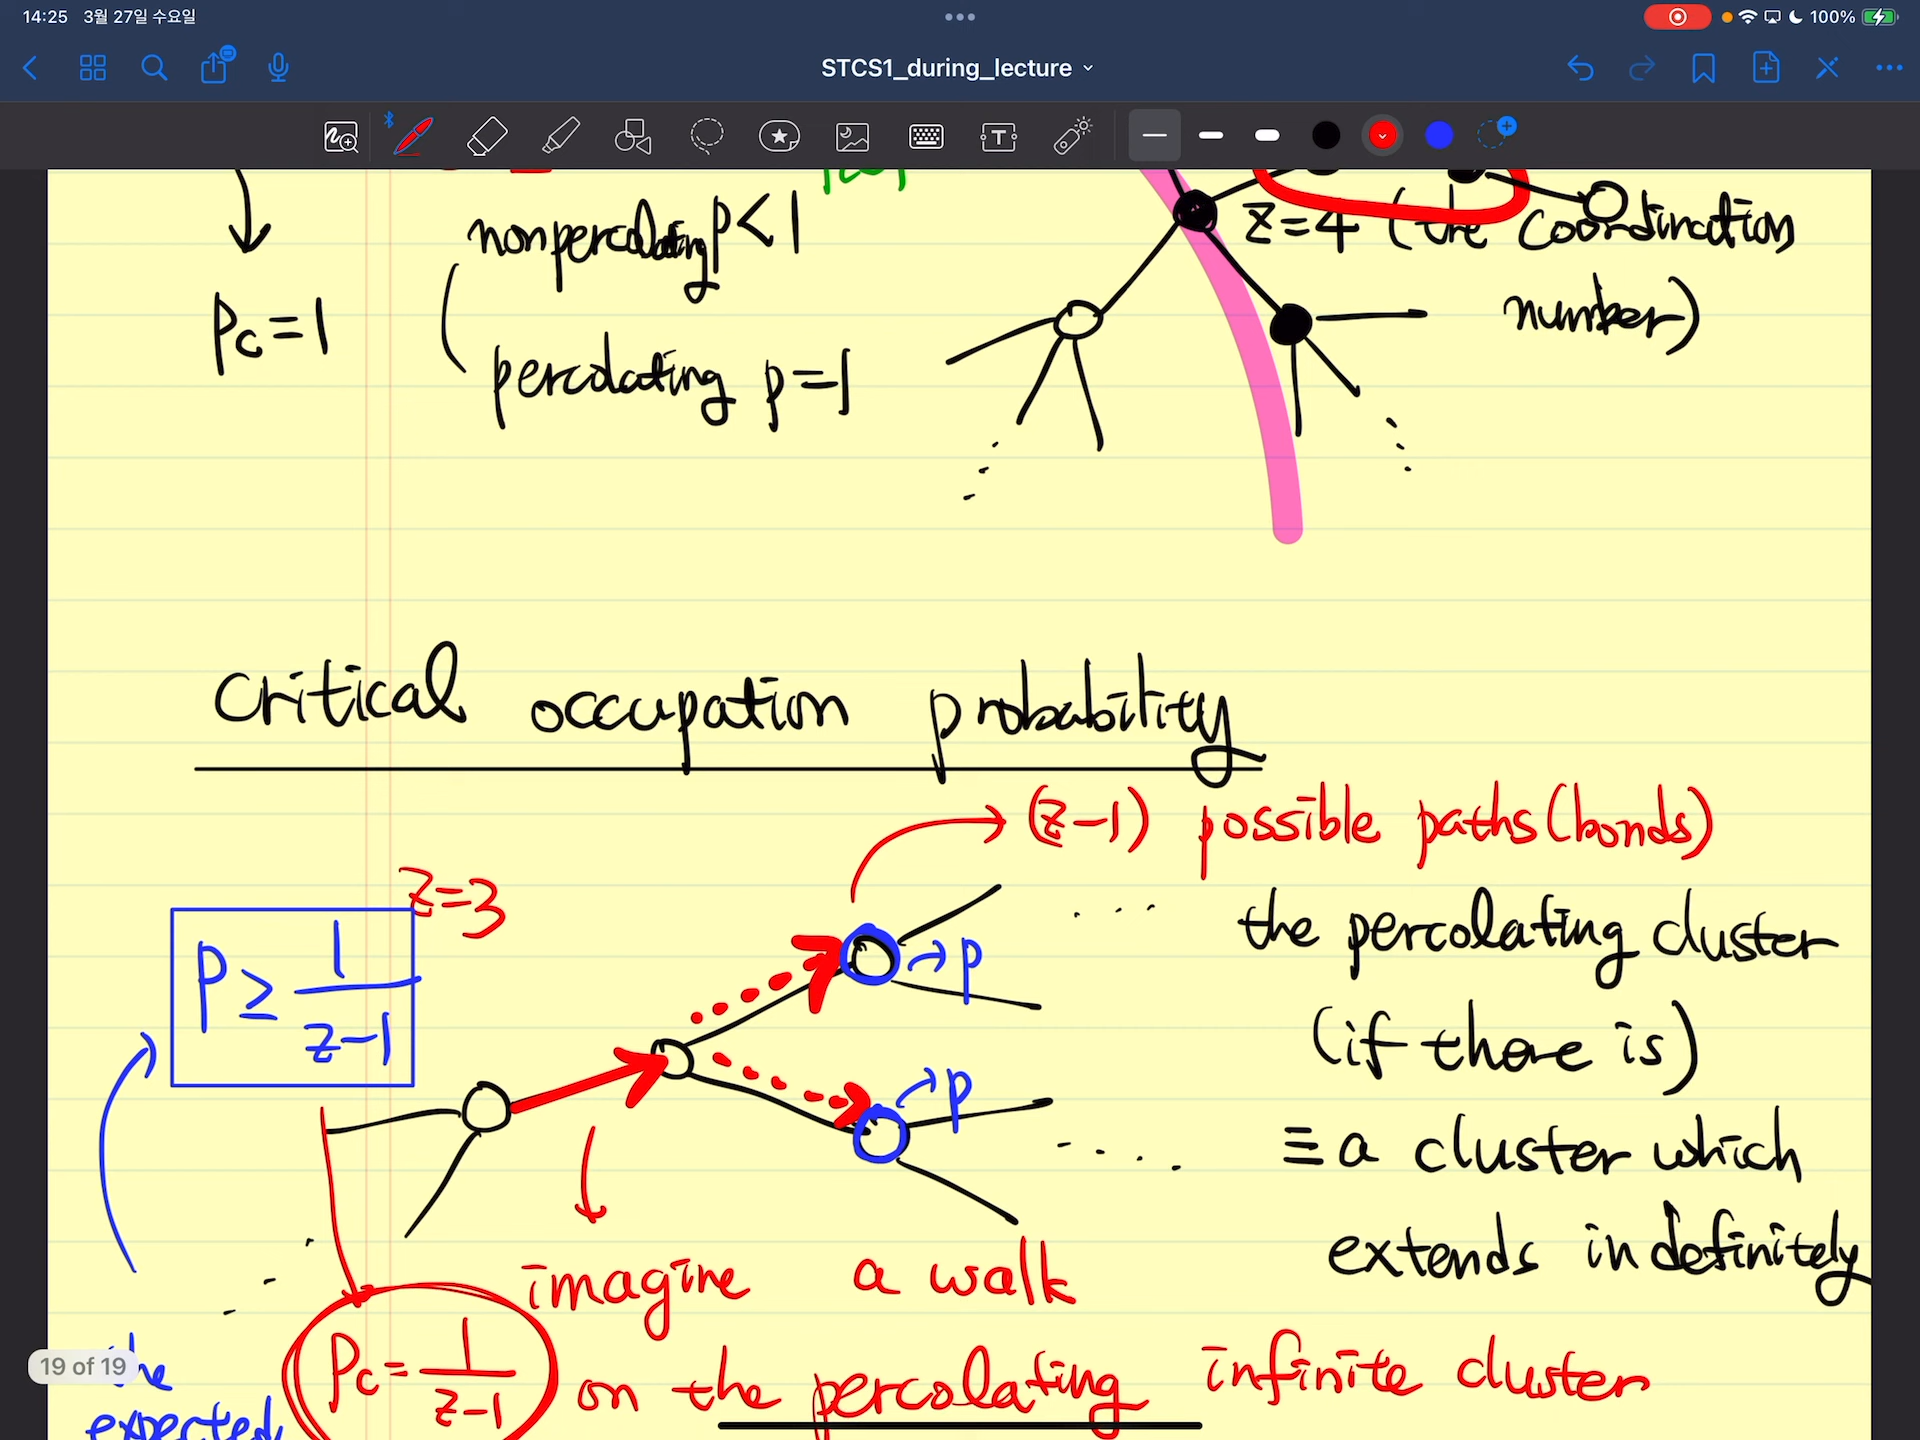 14:25 3월 27일 수요일
100%
STCS1_during_lecture
nonpercolating p<1
z=4 (the coordination
number)
Pc=1
percolating p=1
Critical occupation probability
(z-1) possible paths (bonds)
z=3
the percolating cluster
p ≥ 1/(z-1)
p
(if there is)
p
≡ a cluster which
extends indefinitely
imagine a walk
19 of 19
the
Pc = 1/(z-1)
on the percolating infinite cluster
expected